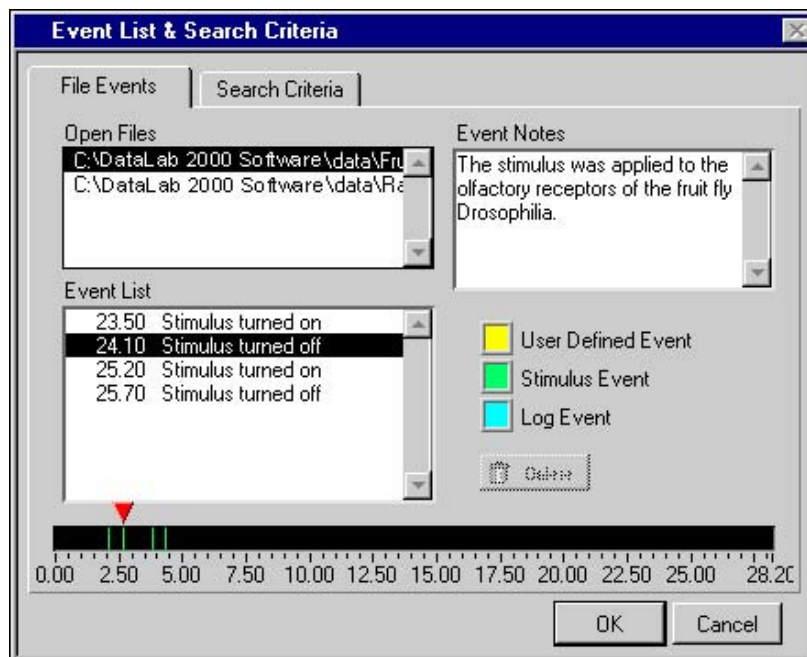 Event List & Search Criteria
File Events
Search Criteria
Open Files
C:\DataLab 2000 Software\data\Fru
C:\DataLab 2000 Software\data\Ra
Event Notes
The stimulus was applied to the
olfactory receptors of the fruit fly
Drosophilia.
Event List
23.50 Stimulus turned on
24.10 Stimulus turned off
25.20 Stimulus turned on
25.70 Stimulus turned off
User Defined Event
Stimulus Event
Log Event
Delete
0.00 2.50 5.00 7.50 10.00 12.50 15.00 17.50 20.00 22.50 25.00 28.20
OK
Cancel